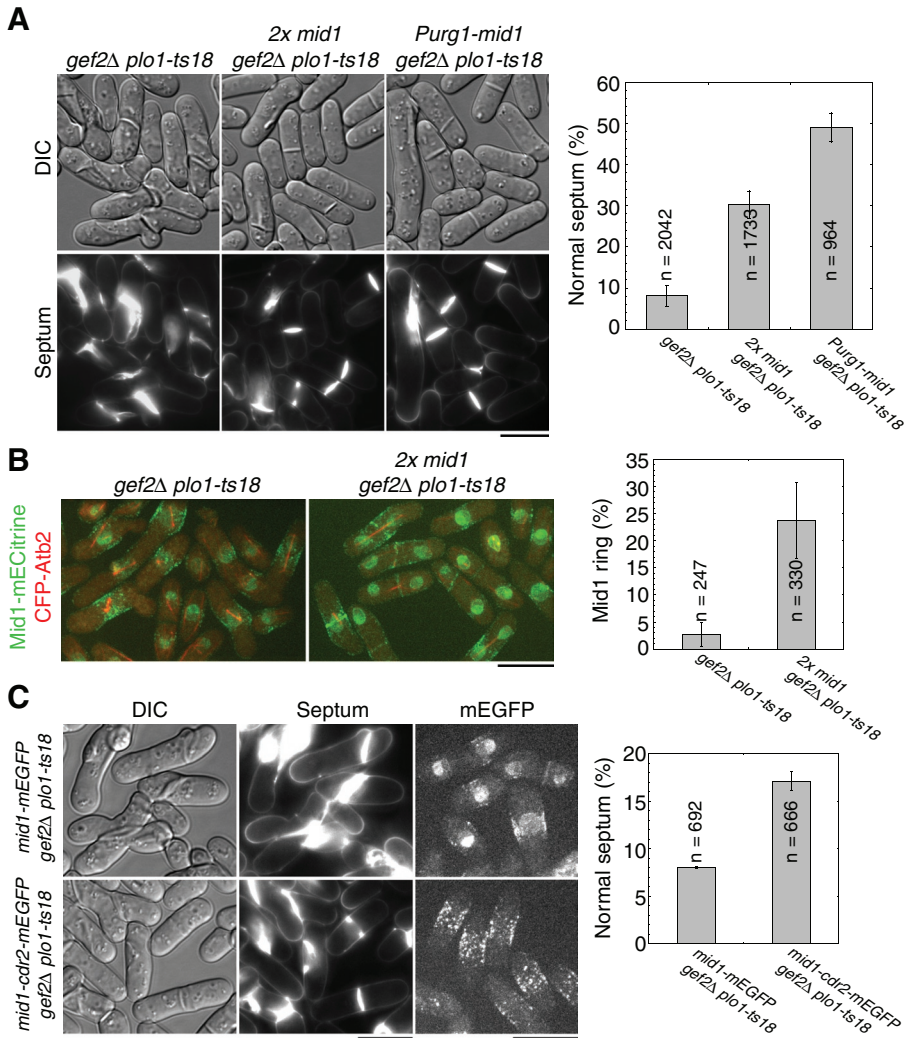 A
gef2Δ plo1-ts18
2x mid1
gef2Δ plo1-ts18
Purg1-mid1
gef2Δ plo1-ts18
DIC
Septum
Normal septum (%)
60
50
40
30
20
10
0
n = 2042
n = 1733
n = 964
gef2Δ plo1-ts18
2x mid1
gef2Δ plo1-ts18
Purg1-mid1
gef2Δ plo1-ts18
B
gef2Δ plo1-ts18
2x mid1
gef2Δ plo1-ts18
Mid1-mECitrine
CFP-Atb2
Mid1 ring (%)
35
30
25
20
15
10
5
0
n = 247
n = 330
gef2Δ plo1-ts18
2x mid1
gef2Δ plo1-ts18
C
DIC
Septum
mEGFP
mid1-mEGFP
gef2Δ plo1-ts18
mid1-cdr2-mEGFP
gef2Δ plo1-ts18
Normal septum (%)
20
15
10
5
0
n = 692
n = 666
mid1-mEGFP
gef2Δ plo1-ts18
mid1-cdr2-mEGFP
gef2Δ plo1-ts18